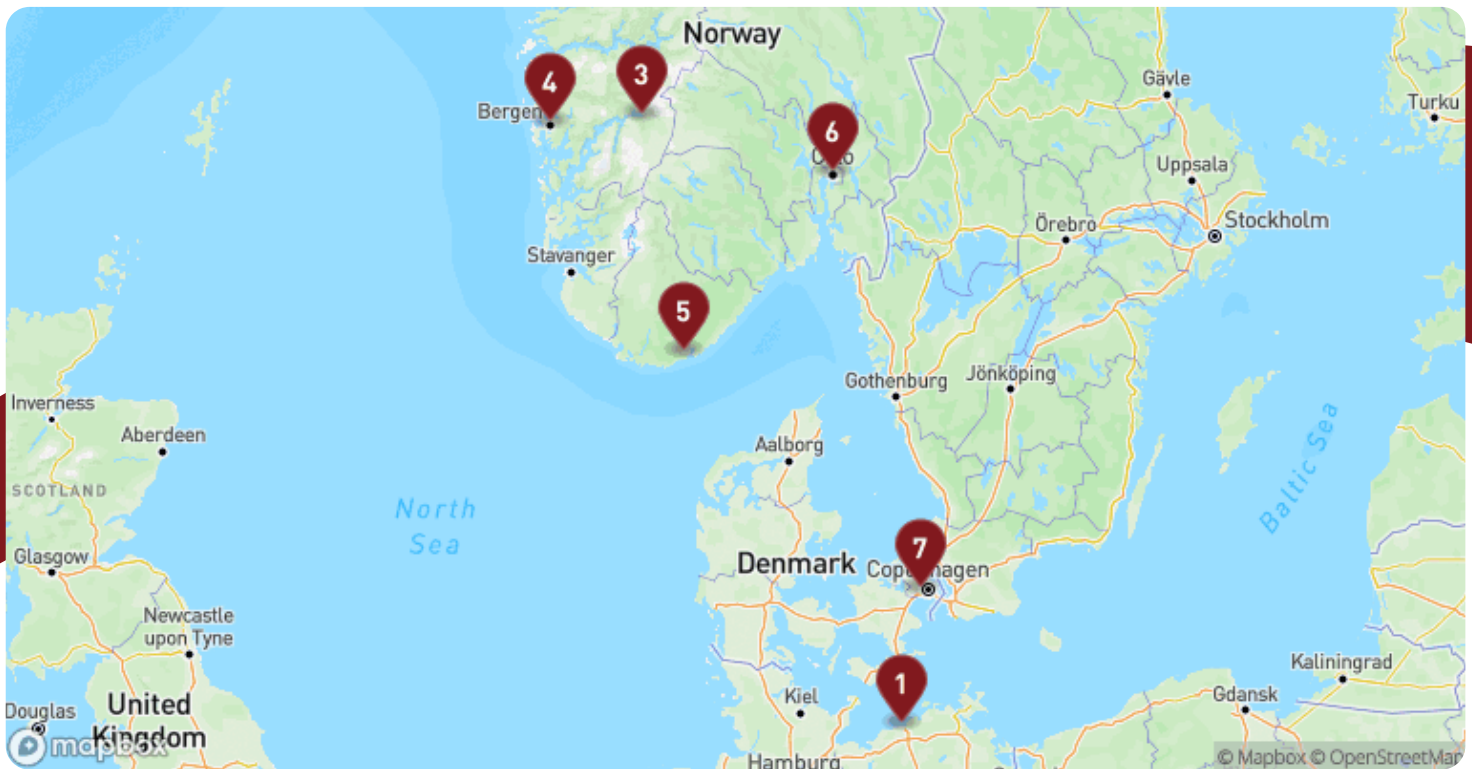 Norway
4
3
Bergen
6
Gävle
Turku
Uppsala
Örebro
Stockholm
Stavanger
5
Gothenburg
Jönköping
Inverness
Aberdeen
Aalborg
SCOTLAND
North
Sea
Baltic Sea
Glasgow
Denmark
7
Copenhagen
Newcastle
upon Tyne
Kaliningrad
1
Kiel
Gdansk
United
Kingdom
Douglas
mapbox
Hamburg
© Mapbox © OpenStreetMap